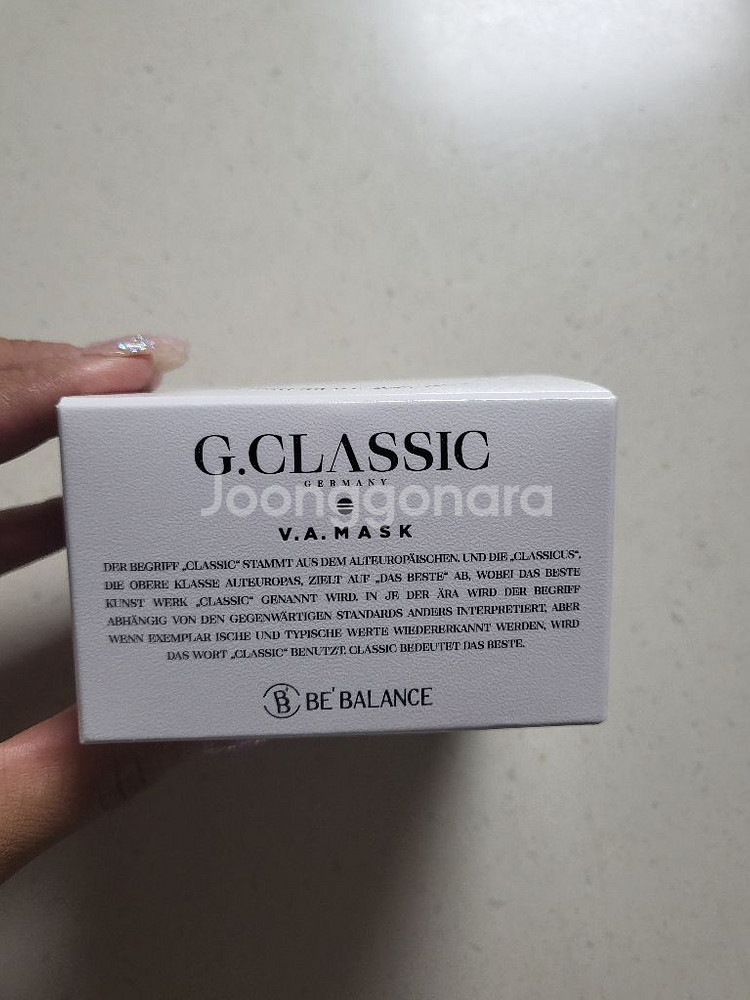 G.CLASSIC
GERMANY
Joonggonara
V.A.MASK
DER BEGRIFF „CLASSIC“ STAMMT AUS DEM ALTEUROPÄISCHEN. UND DIE „CLASSICUS“,
DIE OBERE KLASSE ALTEUROPAS, ZIELT AUF „DAS BESTE“ AB, WOBEI DAS BESTE
KUNST WERK „CLASSIC“ GENANNT WIRD. IN JE DER ÄRA WIRD DER BEGRIFF
ABHÄNGIG VON DEN GEGENWÄRTIGEN STANDARDS ANDERS INTERPRETIERT, ABER
WENN EXEMPLAR ISCHE UND TYPISCHE WERTE WIEDERERKANNT WERDEN, WIRD
DAS WORT „CLASSIC“ BENUTZT. CLASSIC BEDEUTET DAS BESTE.
B' BE'BALANCE